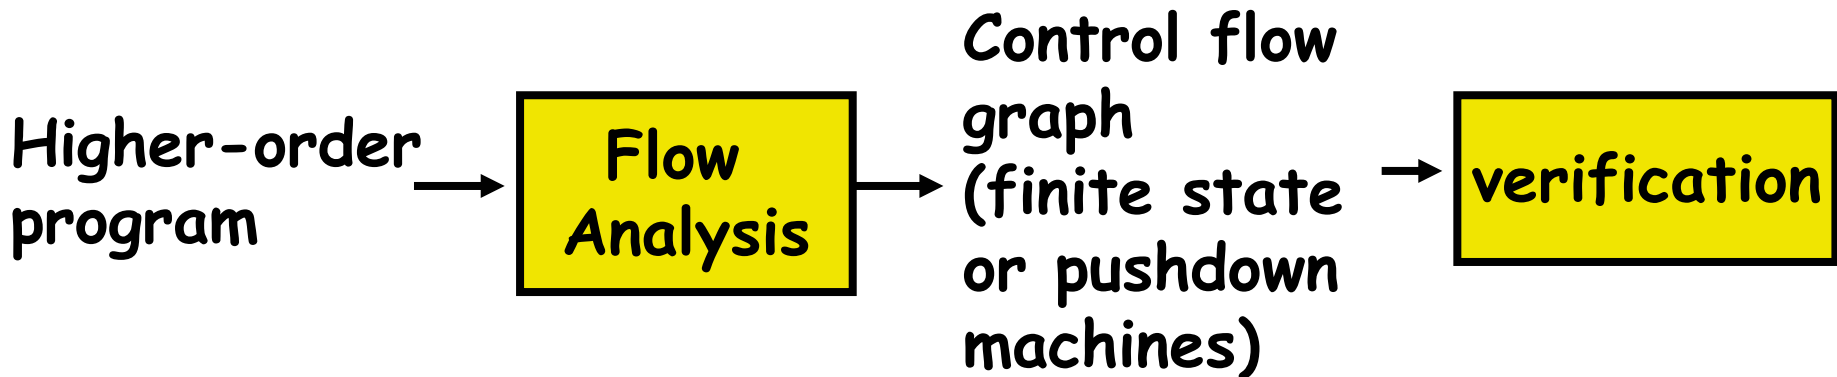 Higher-order
program
Flow
Analysis
Control flow
graph
(finite state
or pushdown
machines)
verification